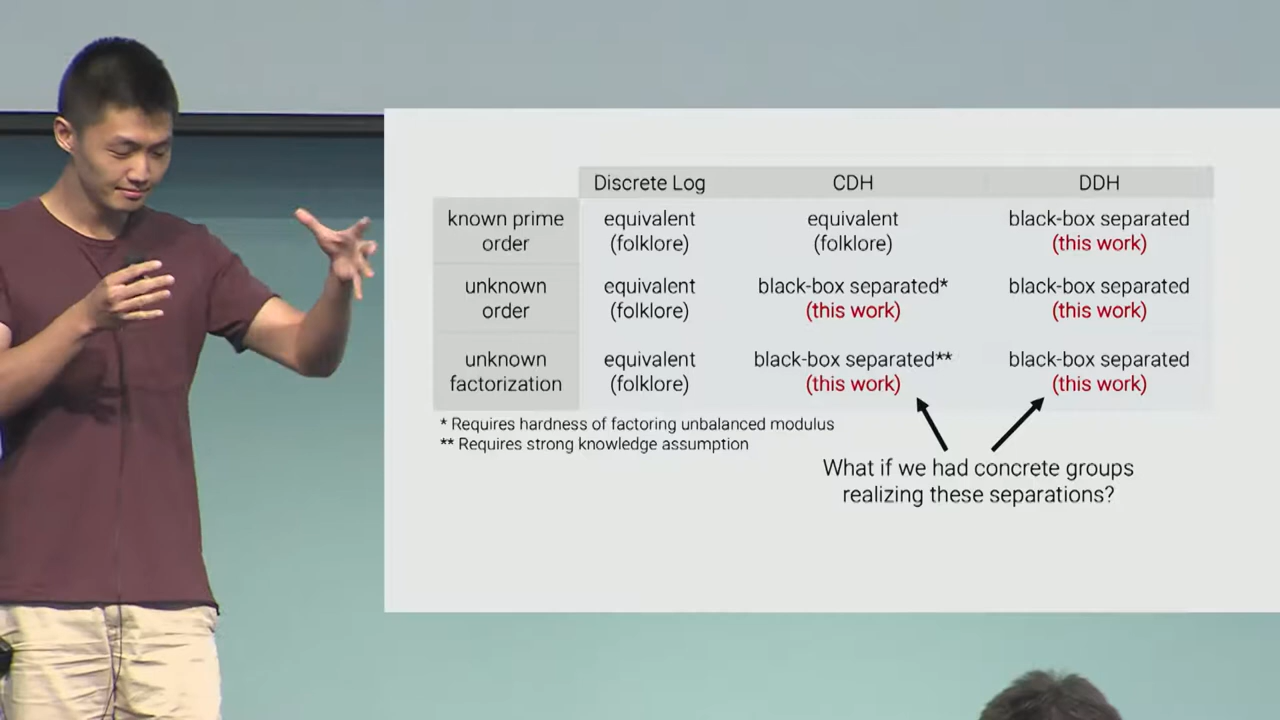 Discrete Log CDH DDH
known prime equivalent equivalent black-box separated
order (folklore) (folklore) (this work)
unknown equivalent black-box separated* black-box separated
order (folklore) (this work) (this work)
unknown equivalent black-box separated** black-box separated
factorization (folklore) (this work) (this work)
* Requires hardness of factoring unbalanced modulus
** Requires strong knowledge assumption
What if we had concrete groups
realizing these separations?